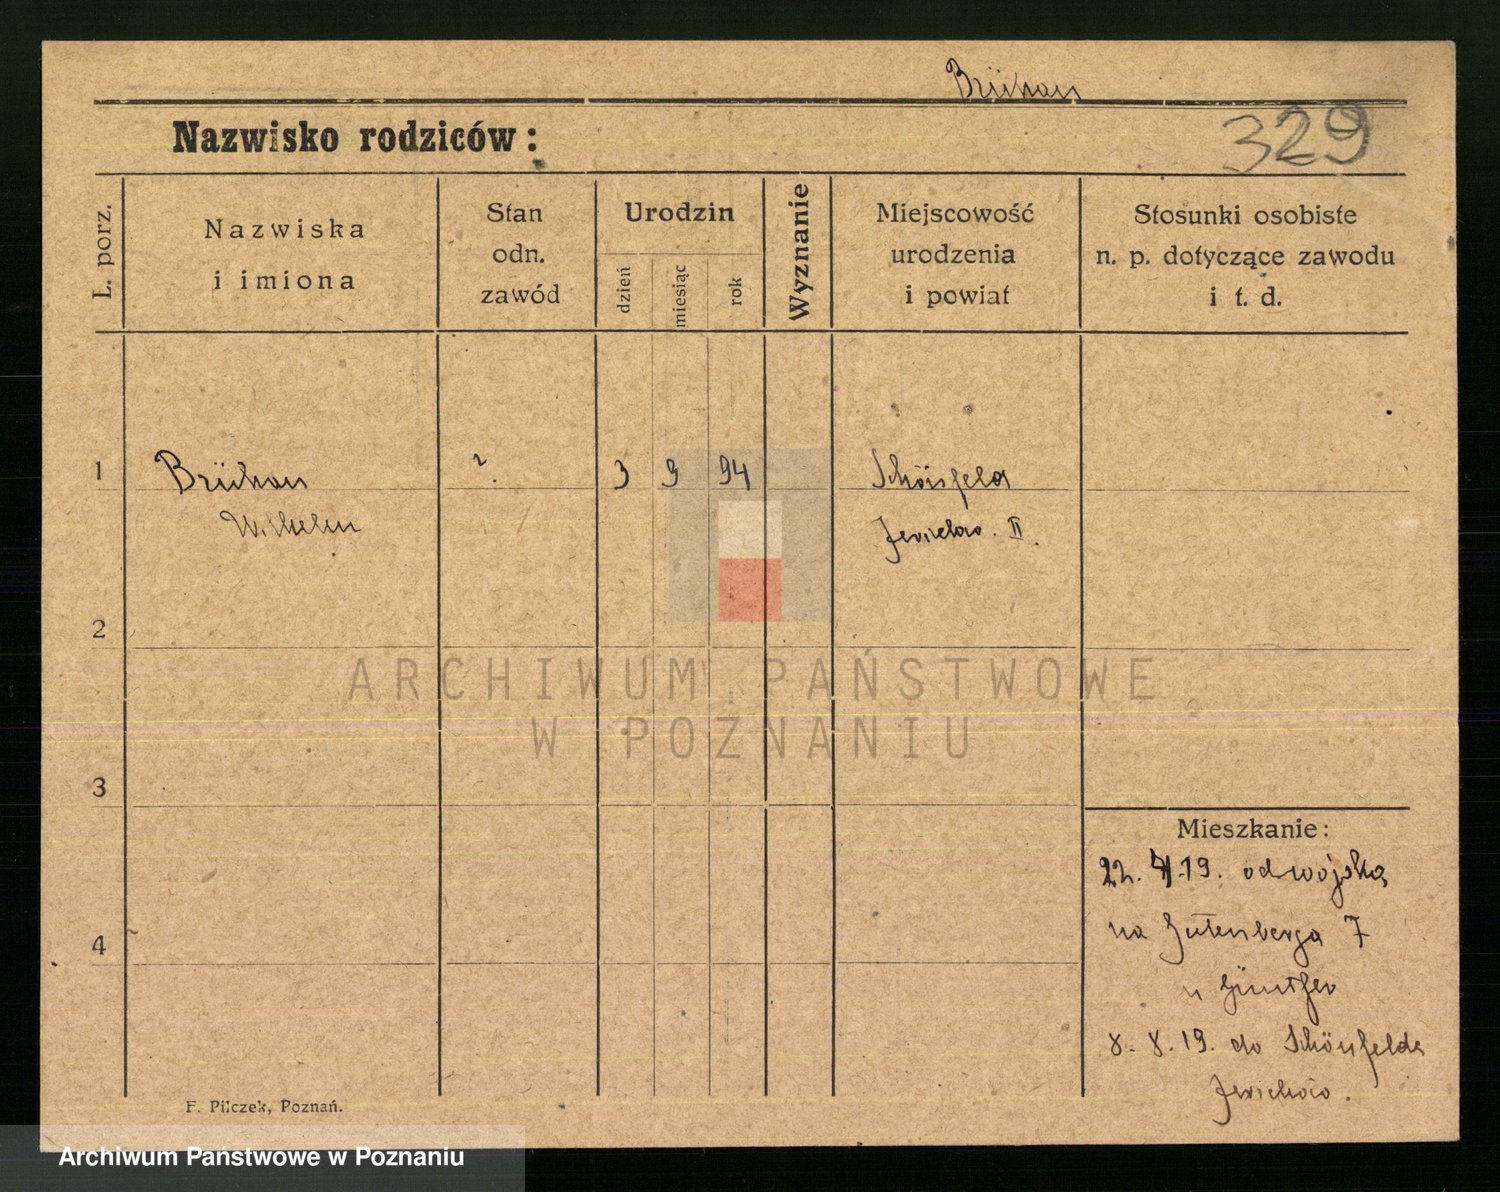 Brühan
Nazwisko rodziców:
329
L. porz.
Nazwiska
i imiona
Stan
odn.
zawód
Urodzin
dzień
miesiąc
rok
Wyznanie
Miejscowość
urodzenia
i powiat
Stosunki osobiste
n. p. dotyczące zawodu
i t. d.
1 Brühan ? 3 9 94 Schönfeld
Wilhelm Jerichow. II.
2
ARCHIWUM PAŃSTWOWE
W POZNANIU
3
Mieszkanie:
22. 4. 19. od wojska
4
na Gutenberga 7
u Günther
8. 8. 19. do Schönfelde
Jerichow.
F. Pilczek, Poznań.
Archiwum Państwowe w Poznaniu